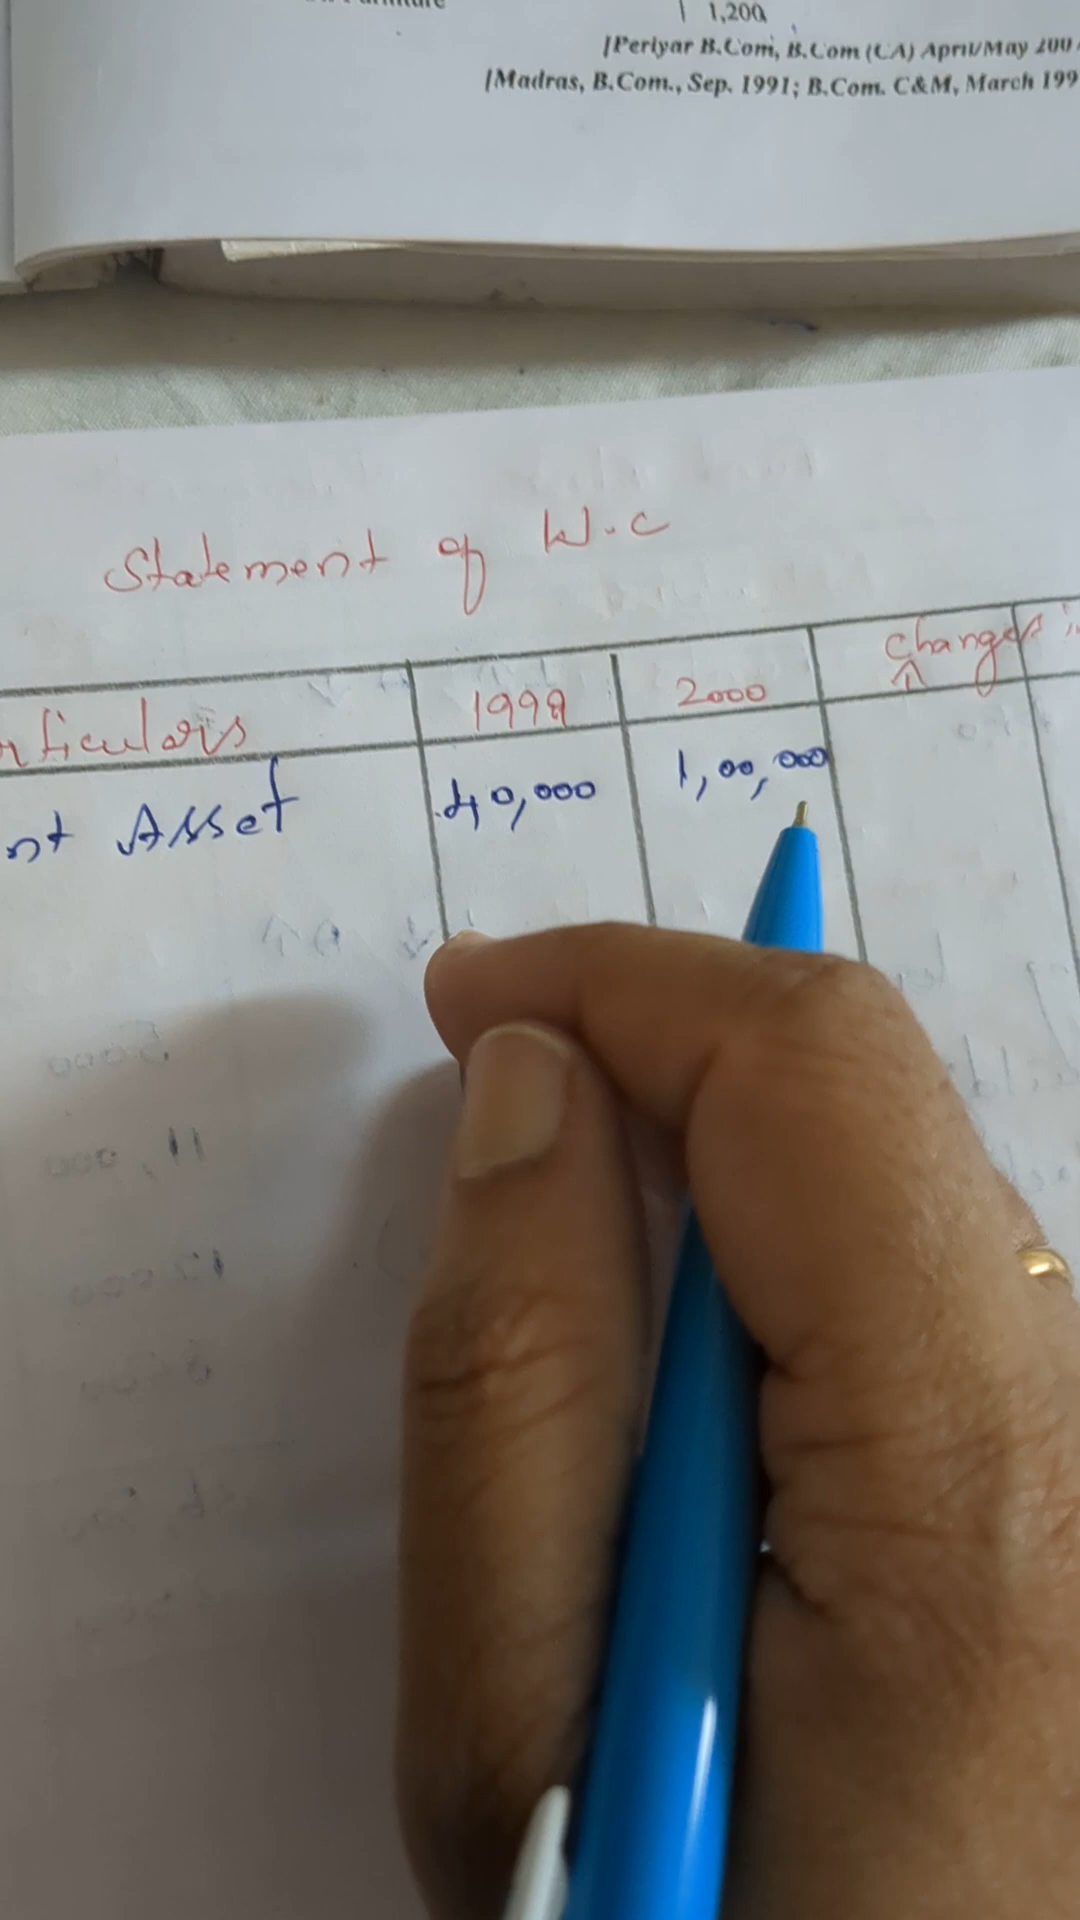 1,200
[Periyar B.Com, B.Com (CA) April/May 200
[Madras, B.Com., Sep. 1991; B.Com. C&M, March 199
Statement of W.C
rticulars 1999 2000 changes in
nt Asset 40,000 1,00,000